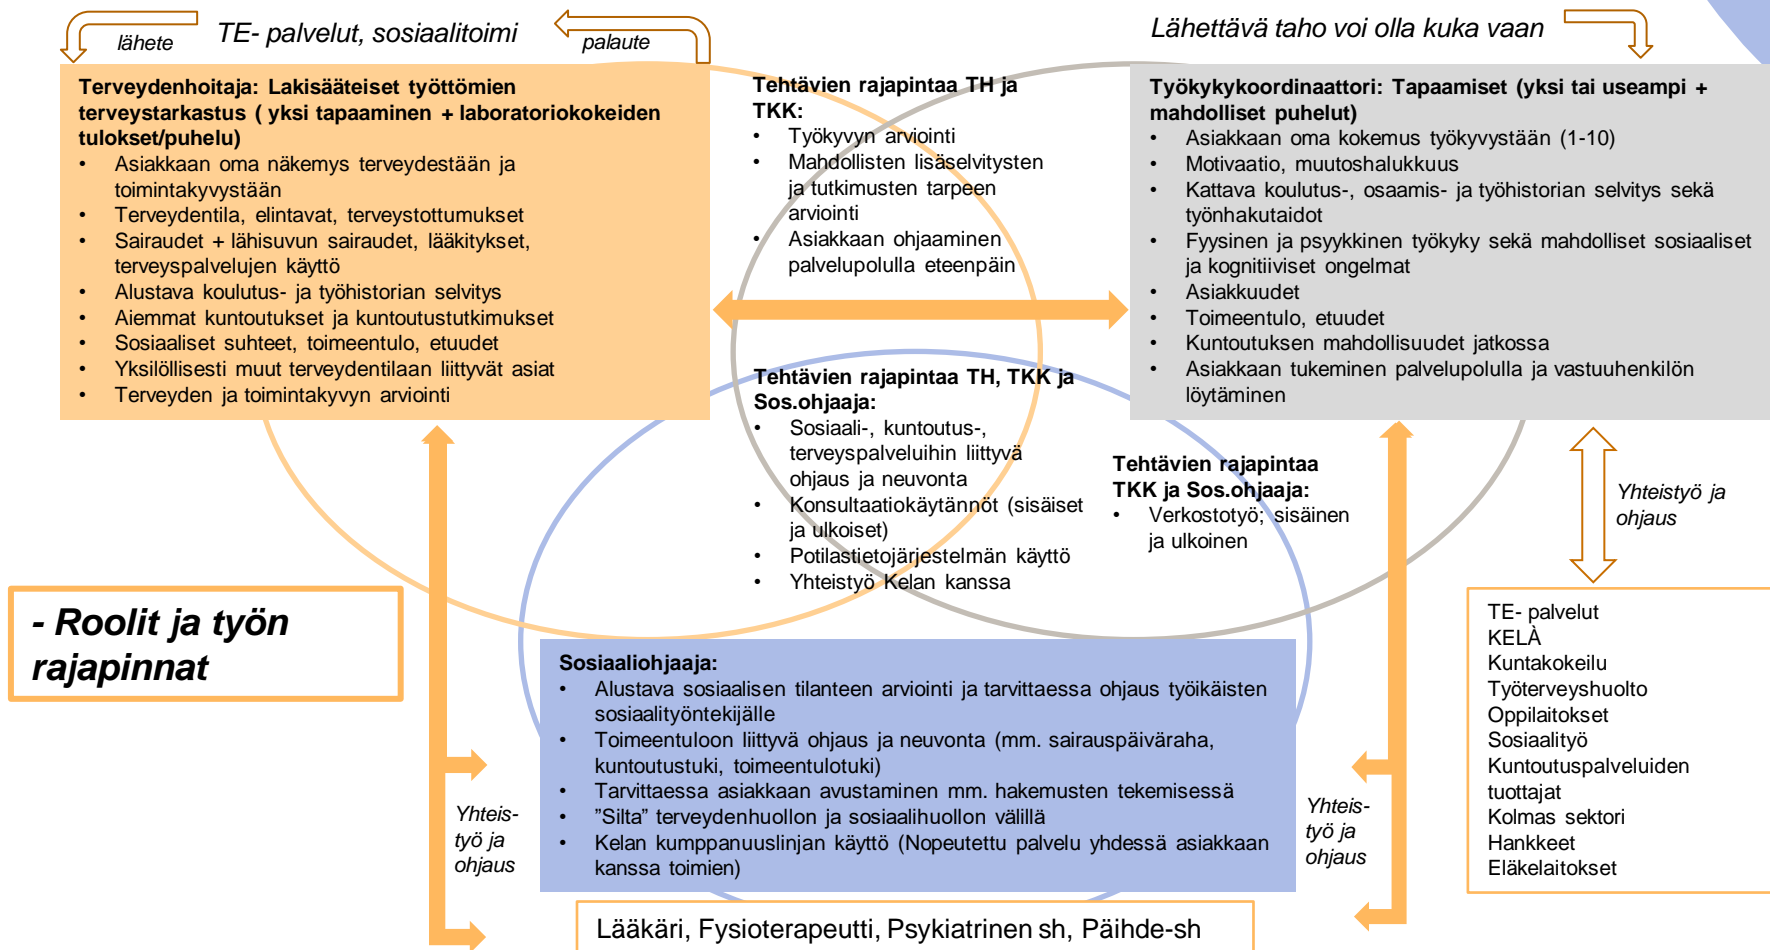 lähete
TE- palvelut, sosiaalitoimi
palaute
Lähettävä taho voi olla kuka vaan
Terveydenhoitaja: Lakisääteiset työttömien
terveystarkastus ( yksi tapaaminen + laboratoriokokeiden
tulokset/puhelu)
• Asiakkaan oma näkemys terveydestään ja
toimintakyvystään
• Terveydentila, elintavat, terveystottumukset
• Sairaudet + lähisuvun sairaudet, lääkitykset,
terveyspalvelujen käyttö
• Alustava koulutus- ja työhistorian selvitys
• Aiemmat kuntoutukset ja kuntoutustutkimukset
• Sosiaaliset suhteet, toimeentulo, etuudet
• Yksilöllisesti muut terveydentilaan liittyvät asiat
• Terveyden ja toimintakyvyn arviointi
Tehtävien rajapintaa TH ja
TKK:
• Työkyvyn arviointi
• Mahdollisten lisäselvitysten
ja tutkimusten tarpeen
arviointi
• Asiakkaan ohjaaminen
palvelupolulla eteenpäin
Työkykykoordinaattori: Tapaamiset (yksi tai useampi +
mahdolliset puhelut)
• Asiakkaan oma kokemus työkyvystään (1-10)
• Motivaatio, muutoshalukkuus
• Kattava koulutus-, osaamis- ja työhistorian selvitys sekä
työnhakutaidot
• Fyysinen ja psyykkinen työkyky sekä mahdolliset sosiaaliset
ja kognitiiviset ongelmat
• Asiakkuudet
• Toimeentulo, etuudet
• Kuntoutuksen mahdollisuudet jatkossa
• Asiakkaan tukeminen palvelupolulla ja vastuuhenkilön
löytäminen
Tehtävien rajapintaa TH, TKK ja
Sos.ohjaaja:
• Sosiaali-, kuntoutus-,
terveyspalveluihin liittyvä
ohjaus ja neuvonta
• Konsultaatiokäytännöt (sisäiset
ja ulkoiset)
• Potilastietojärjestelmän käyttö
• Yhteistyö Kelan kanssa
Tehtävien rajapintaa
TKK ja Sos.ohjaaja:
• Verkostotyö; sisäinen
ja ulkoinen
Yhteistyö ja
ohjaus
- Roolit ja työn
rajapinnat
Sosiaaliohjaaja:
• Alustava sosiaalisen tilanteen arviointi ja tarvittaessa ohjaus työikäisten
sosiaalityöntekijälle
• Toimeentuloon liittyvä ohjaus ja neuvonta (mm. sairauspäiväraha,
kuntoutustuki, toimeentulotuki)
• Tarvittaessa asiakkaan avustaminen mm. hakemusten tekemisessä
• ”Silta” terveydenhuollon ja sosiaalihuollon välillä
• Kelan kumppanuuslinjan käyttö (Nopeutettu palvelu yhdessä asiakkaan
kanssa toimien)
Yhteis-
työ ja
ohjaus
Yhteis-
työ ja
ohjaus
TE- palvelut
KELÀ
Kuntakokeilu
Työterveyshuolto
Oppilaitokset
Sosiaalityö
Kuntoutuspalveluiden
tuottajat
Kolmas sektori
Hankkeet
Eläkelaitokset
Lääkäri, Fysioterapeutti, Psykiatrinen sh, Päihde-sh